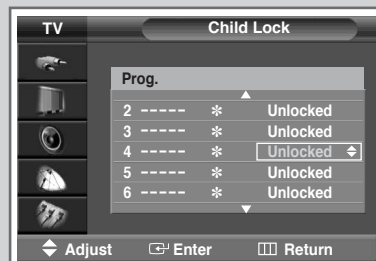 TV Child Lock
Prog.
2 ----- ✻ Unlocked
3 ----- ✻ Unlocked
4 ----- ✻ Unlocked
5 ----- ✻ Unlocked
6 ----- ✻ Unlocked
Adjust Enter Return